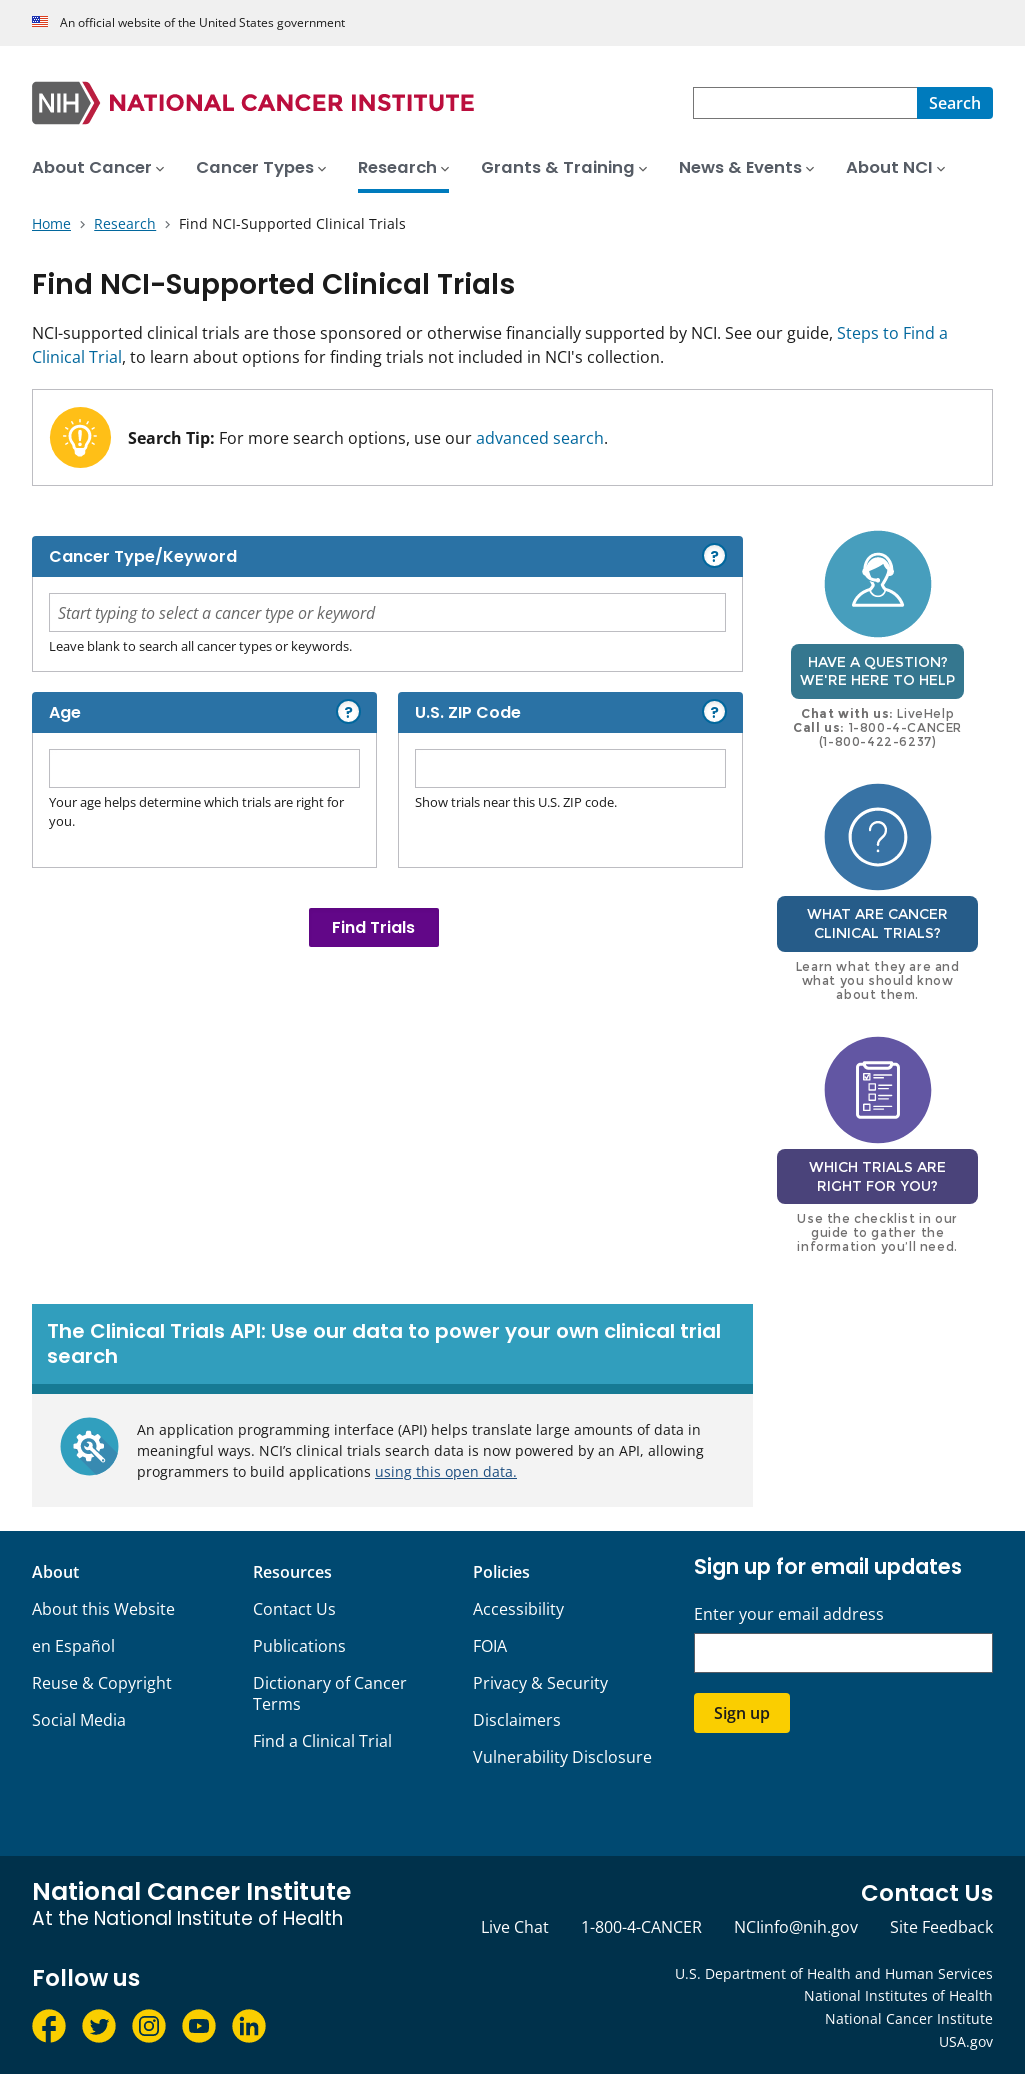 An official website of the United States government
NIH NATIONAL CANCER INSTITUTE
Search
About Cancer Cancer Types Research Grants & Training News & Events About NCI
Home Research Find NCI-Supported Clinical Trials
Find NCI-Supported Clinical Trials
NCI-supported clinical trials are those sponsored or otherwise financially supported by NCI. See our guide, Steps to Find a
Clinical Trial, to learn about options for finding trials not included in NCI's collection.
Search Tip: For more search options, use our advanced search.
Cancer Type/Keyword ?
Start typing to select a cancer type or keyword
Leave blank to search all cancer types or keywords.
Age ?
Your age helps determine which trials are right for
you.
U.S. ZIP Code ?
Show trials near this U.S. ZIP code.
Find Trials
HAVE A QUESTION?
WE'RE HERE TO HELP
Chat with us: LiveHelp
Call us: 1-800-4-CANCER
(1-800-422-6237)
?
WHAT ARE CANCER
CLINICAL TRIALS?
Learn what they are and
what you should know
about them.
WHICH TRIALS ARE
RIGHT FOR YOU?
Use the checklist in our
guide to gather the
information you'll need.
The Clinical Trials API: Use our data to power your own clinical trial
search
An application programming interface (API) helps translate large amounts of data in
meaningful ways. NCI’s clinical trials search data is now powered by an API, allowing
programmers to build applications using this open data.
About
About this Website
en Español
Reuse & Copyright
Social Media
Resources
Contact Us
Publications
Dictionary of Cancer
Terms
Find a Clinical Trial
Policies
Accessibility
FOIA
Privacy & Security
Disclaimers
Vulnerability Disclosure
Sign up for email updates
Enter your email address
Sign up
National Cancer Institute
At the National Institute of Health
Follow us
Contact Us
Live Chat 1-800-4-CANCER NCIinfo@nih.gov Site Feedback
U.S. Department of Health and Human Services
National Institutes of Health
National Cancer Institute
USA.gov